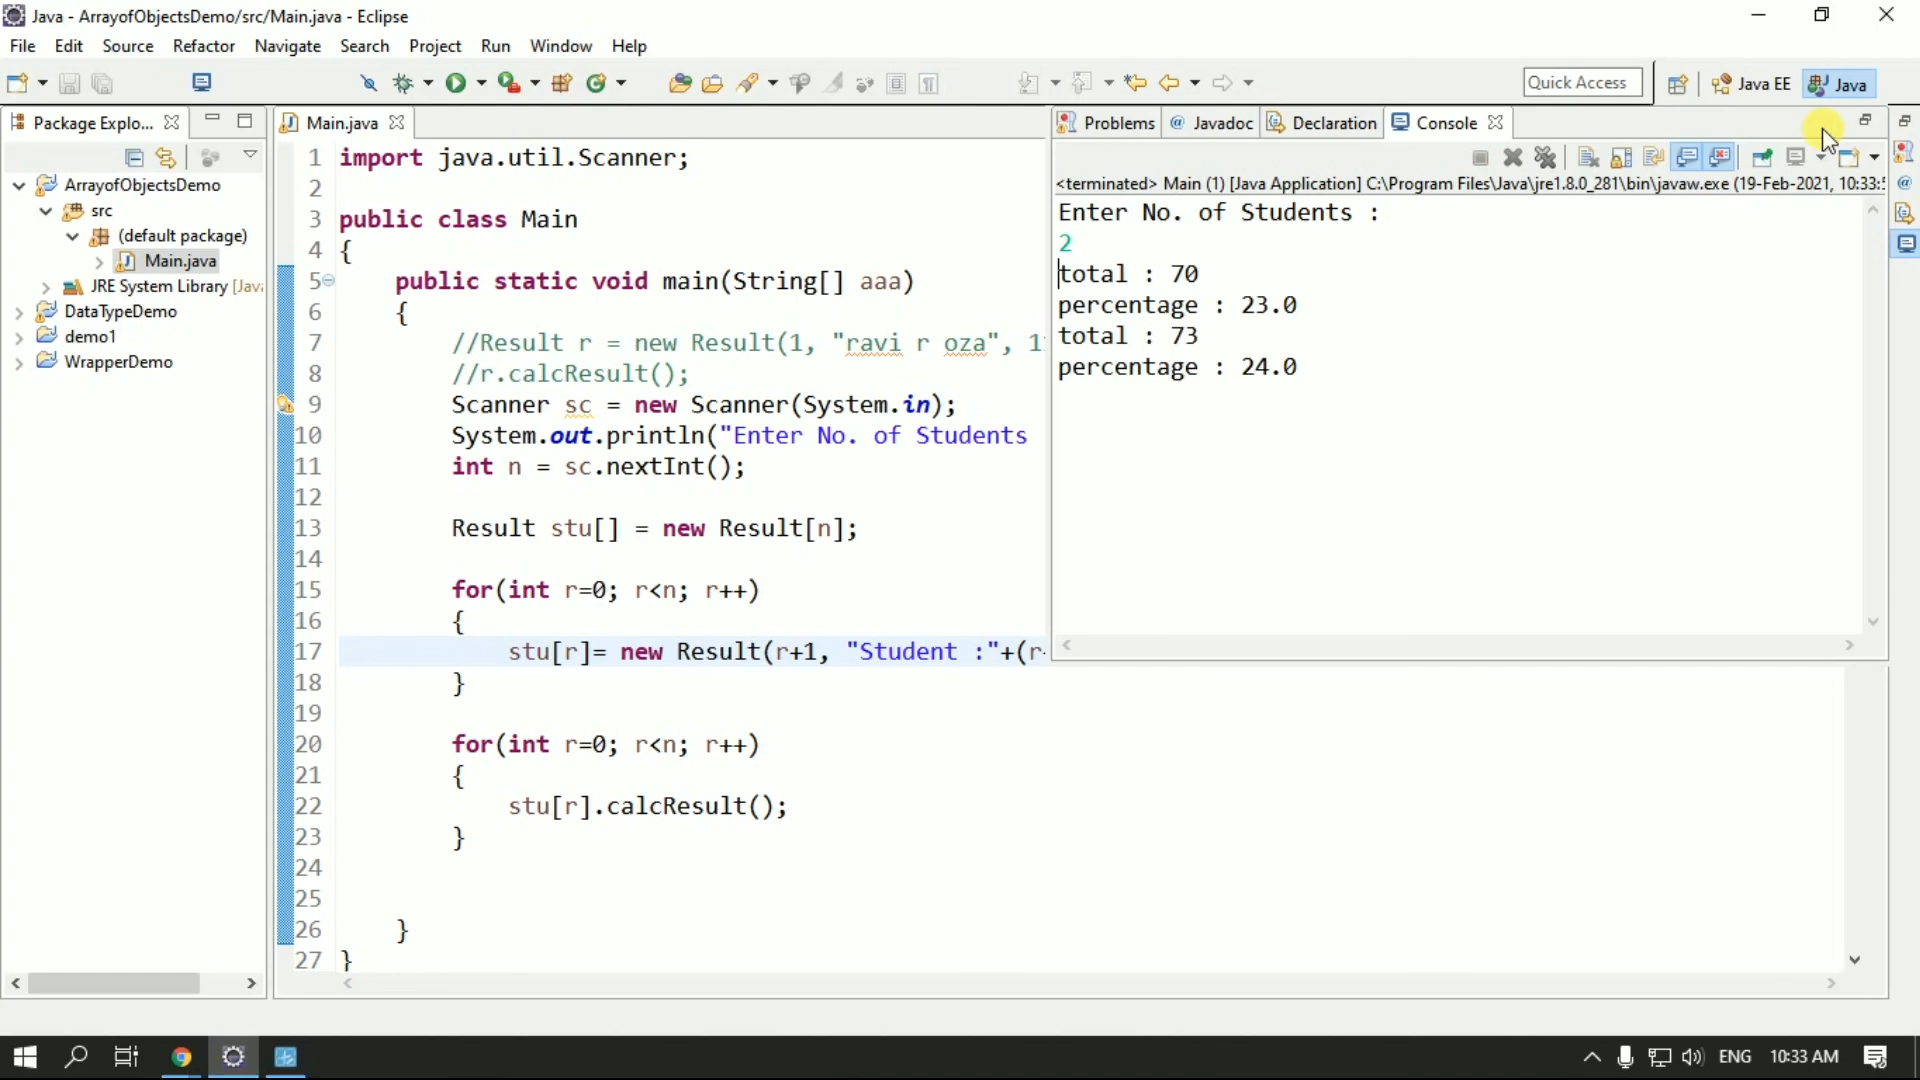 Java - ArrayofObjectsDemo/src/Main.java - Eclipse
File Edit Source Refactor Navigate Search Project Run Window Help
Quick Access
Java EE
Java
Package Explo...
ArrayofObjectsDemo
src
(default package)
Main.java
JRE System Library [Java
DataTypeDemo
demo1
WrapperDemo
Main.java
1 import java.util.Scanner;
2
3 public class Main
4 {
5 public static void main(String[] aaa)
6 {
7 //Result r = new Result(1, "ravi r oza", 1
8 //r.calcResult();
9 Scanner sc = new Scanner(System.in);
10 System.out.println("Enter No. of Students
11 int n = sc.nextInt();
12
13 Result stu[] = new Result[n];
14
15 for(int r=0; r<n; r++)
16 {
17 stu[r]= new Result(r+1, "Student :"+(r
18 }
19
20 for(int r=0; r<n; r++)
21 {
22 stu[r].calcResult();
23 }
24
25
26 }
27 }
Problems @ Javadoc Declaration Console
<terminated> Main (1) [Java Application] C:\Program Files\Java\jre1.8.0_281\bin\javaw.exe (19-Feb-2021, 10:33:
Enter No. of Students :
2
total : 70
percentage : 23.0
total : 73
percentage : 24.0
ENG 10:33 AM